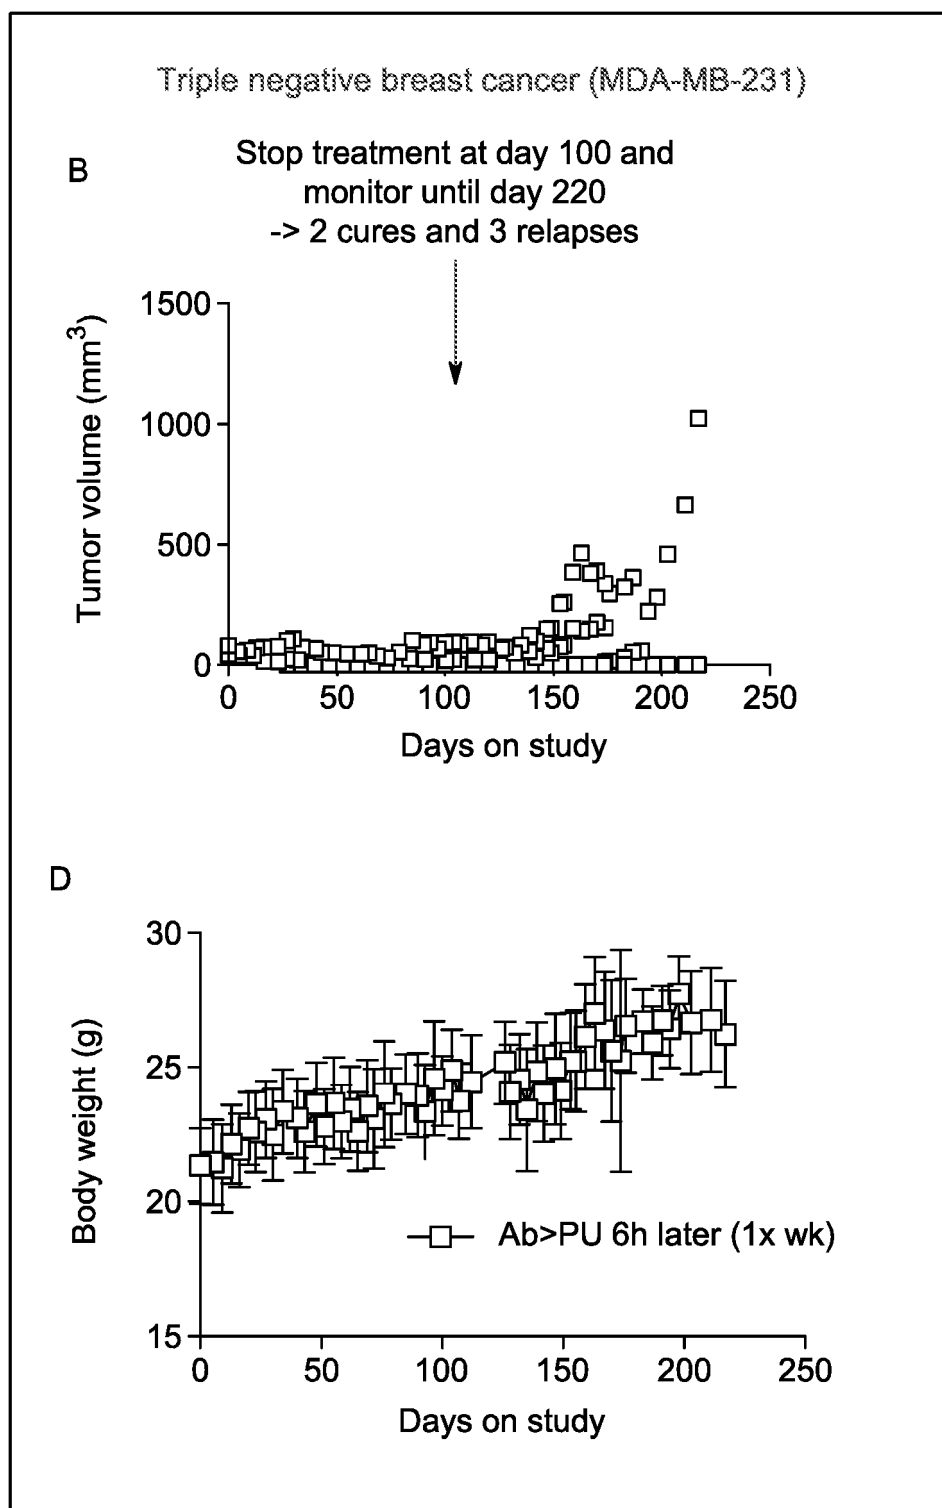 Triple negative breast cancer (MDA-MB-231)
B
Stop treatment at day 100 and
monitor until day 220
-> 2 cures and 3 relapses
Tumor volume (mm³)
1500
1000
500
0
0 50 100 150 200 250
Days on study
D
Body weight (g)
30
25
20
15
Ab>PU 6h later (1x wk)
0 50 100 150 200 250
Days on study